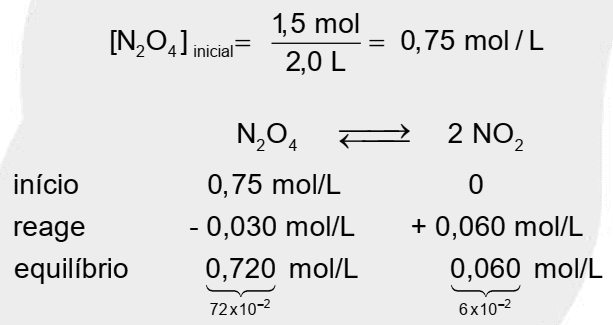 [N₂O₄] inicial = 1,5 mol / 2,0 L = 0,75 mol / L
N₂O₄ ⇌ 2 NO₂
início 0,75 mol/L 0
reage - 0,030 mol/L + 0,060 mol/L
equilíbrio 0,720 mol/L 0,060 mol/L
72x10⁻² 6x10⁻²